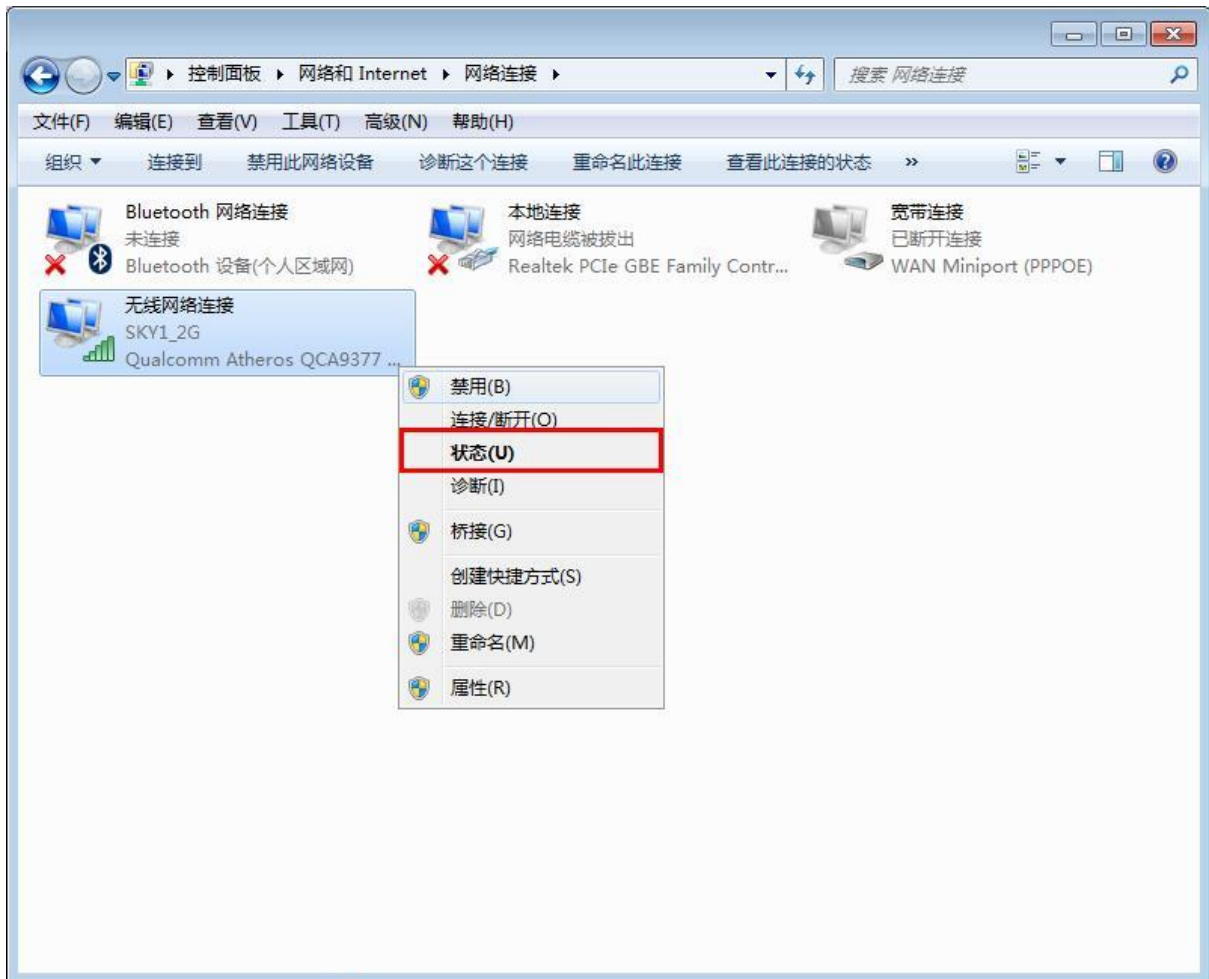 控制面板 ▸ 网络和 Internet ▸ 网络连接 ▸
搜索 网络连接
文件(F) 编辑(E) 查看(V) 工具(T) 高级(N) 帮助(H)
组织 连接到 禁用此网络设备 诊断这个连接 重命名此连接 查看此连接的状态 »
Bluetooth 网络连接
未连接
Bluetooth 设备(个人区域网)
本地连接
网络电缆被拔出
Realtek PCIe GBE Family Contr...
宽带连接
已断开连接
WAN Miniport (PPPOE)
无线网络连接
SKY1_2G
Qualcomm Atheros QCA9377 ...
禁用(B)
连接/断开(O)
状态(U)
诊断(I)
桥接(G)
创建快捷方式(S)
删除(D)
重命名(M)
属性(R)